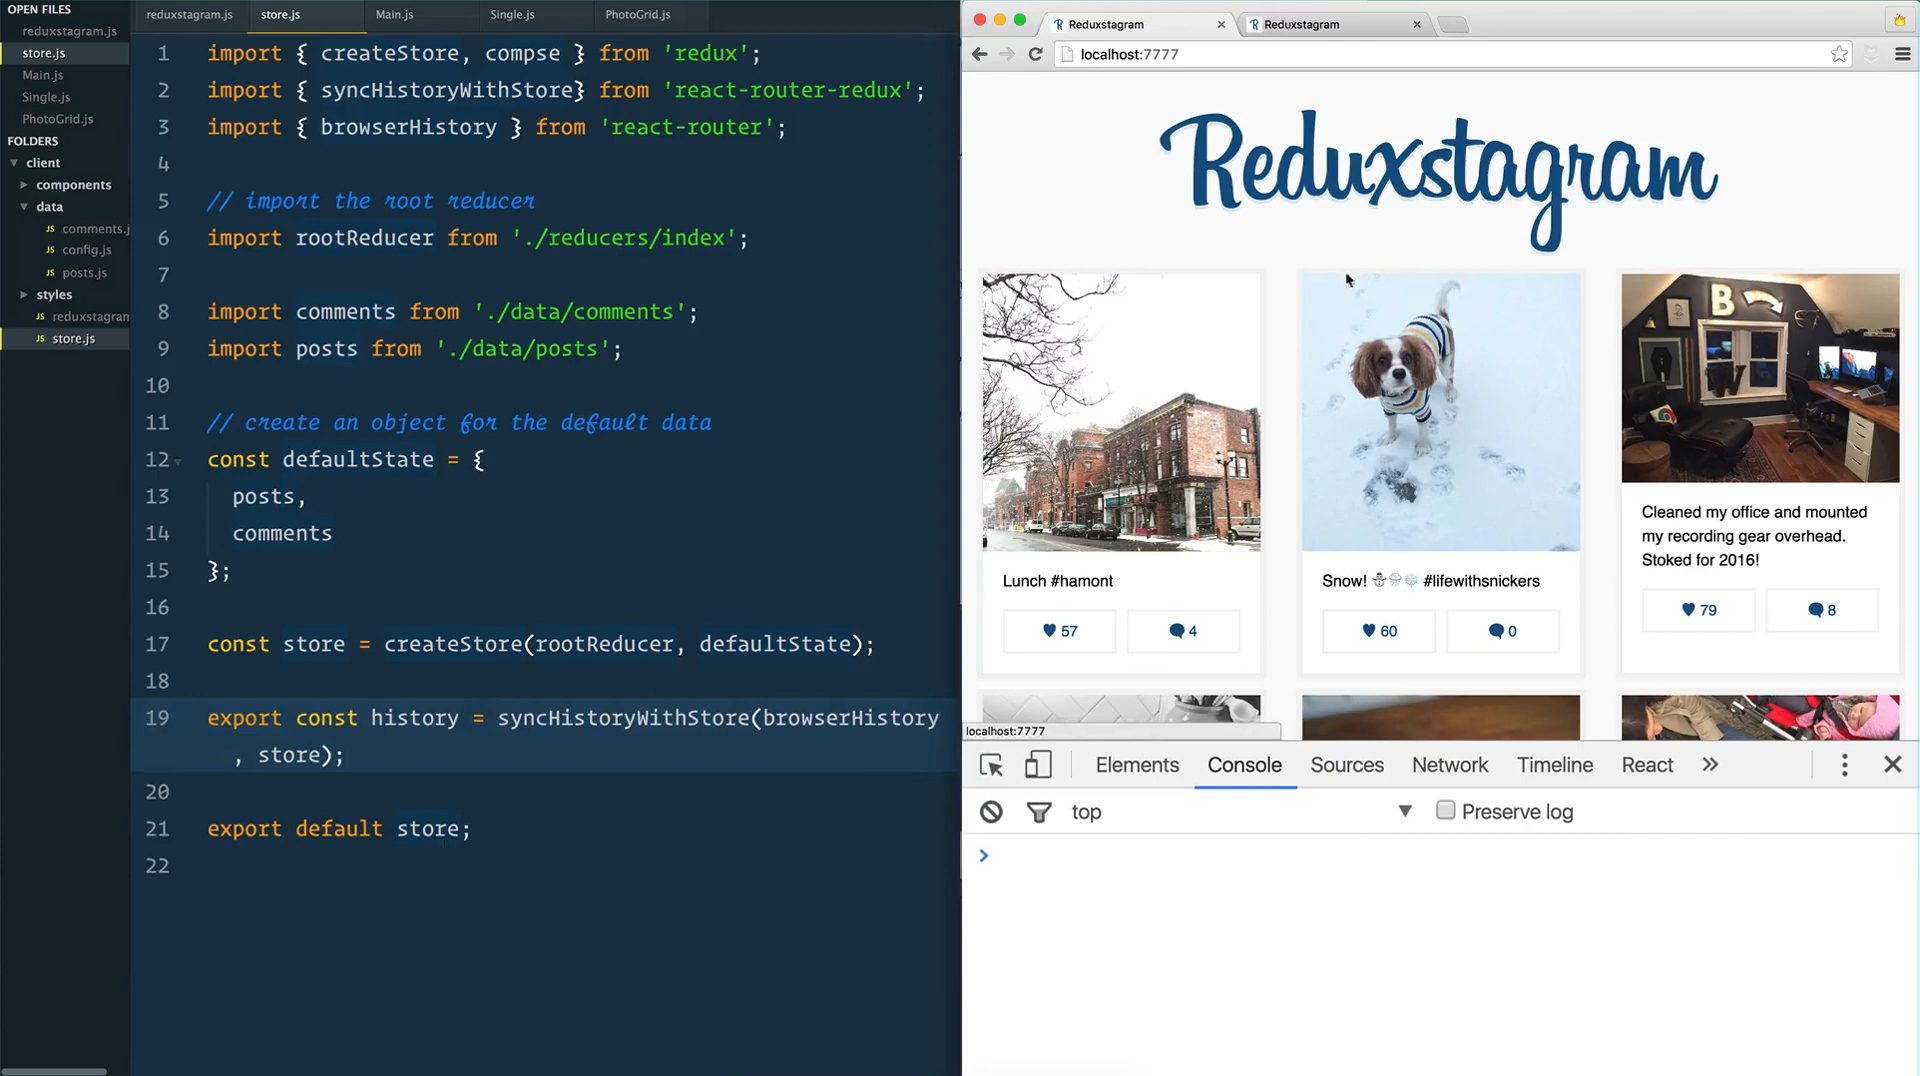 OPEN FILES
reduxstagram.js
store.js
Main.js
Single.js
PhotoGrid.js
FOLDERS
client
components
data
comments.j
config.js
posts.js
styles
reduxstagram
store.js
reduxstagram.js store.js Main.js Single.js PhotoGrid.js
1 import { createStore, compse } from 'redux';
2 import { syncHistoryWithStore} from 'react-router-redux';
3 import { browserHistory } from 'react-router';
4
5 // import the root reducer
6 import rootReducer from './reducers/index';
7
8 import comments from './data/comments';
9 import posts from './data/posts';
10
11 // create an object for the default data
12 const defaultState = {
13 posts,
14 comments
15 };
16
17 const store = createStore(rootReducer, defaultState);
18
19 export const history = syncHistoryWithStore(browserHistory
, store);
20
21 export default store;
22
Reduxstagram Reduxstagram
localhost:7777
Reduxstagram
B
Lunch #hamont
57 4
Snow! ☃🌨❄ #lifewithsnickers
60 0
Cleaned my office and mounted
my recording gear overhead.
Stoked for 2016!
79 8
localhost:7777
Elements Console Sources Network Timeline React
top Preserve log